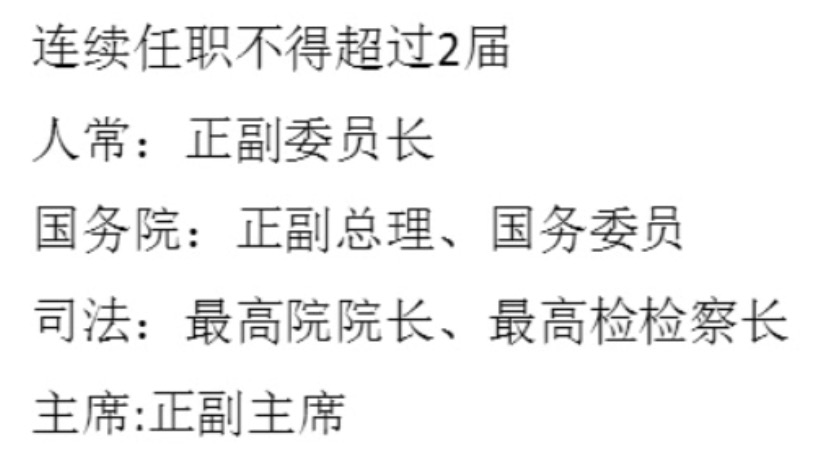 连续任职不得超过2届
人常：正副委员长
国务院：正副总理、国务委员
司法：最高院院长、最高检检察长
主席:正副主席